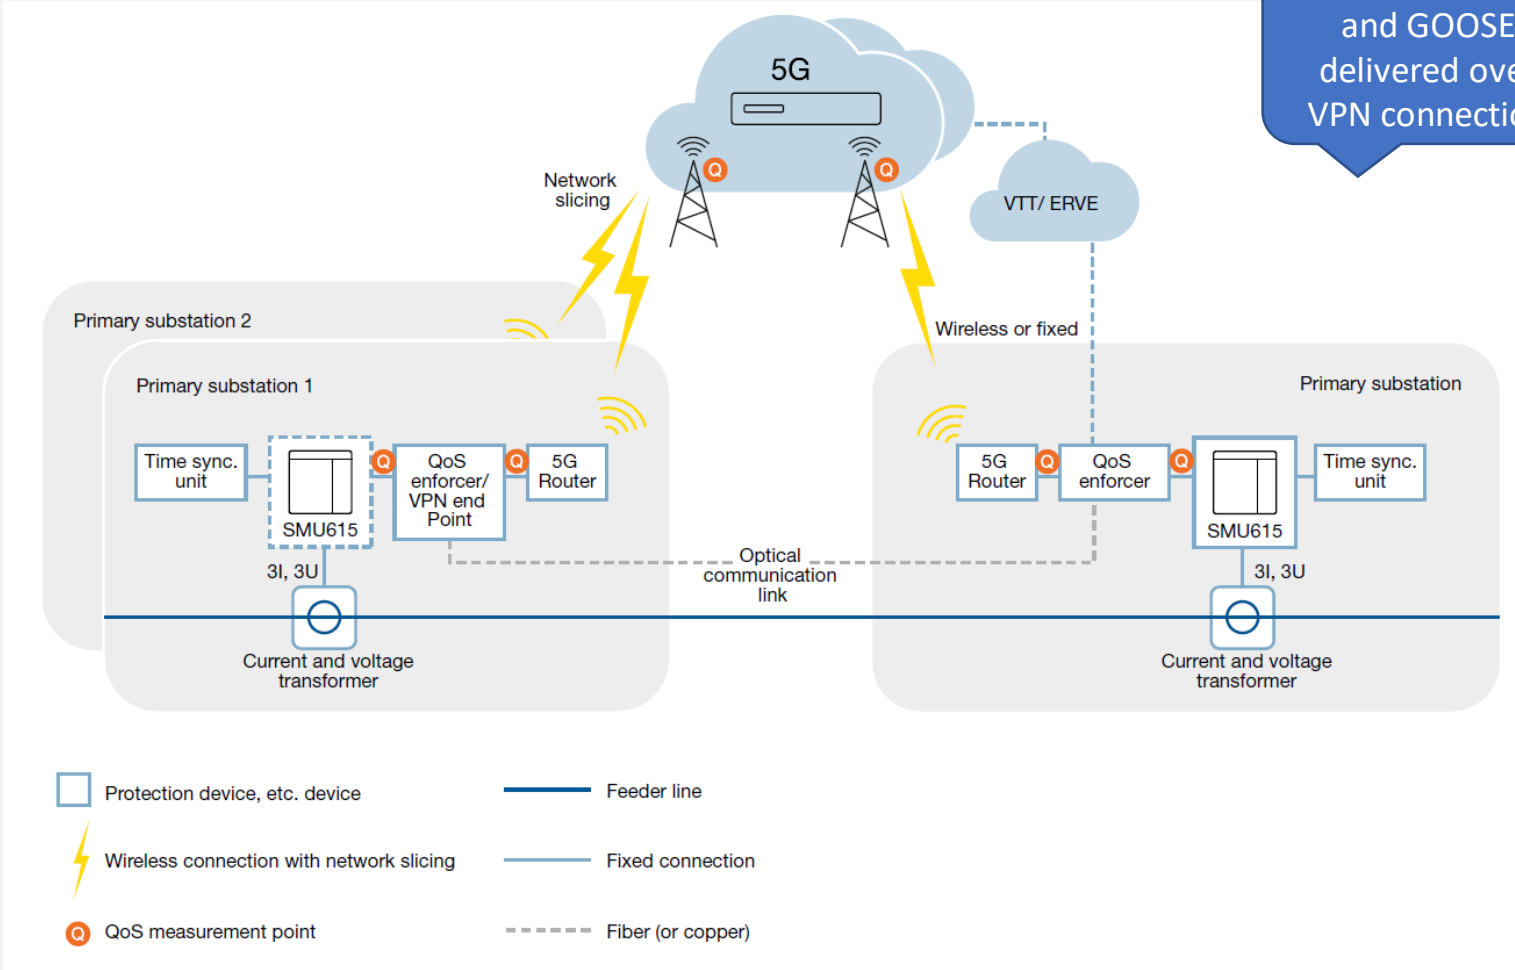 and GOOSE
delivered ove
VPN connectio
5G
Q
Q
Network
slicing
VTT/ ERVE
Wireless or fixed
Primary substation 2
Primary substation 1
Time sync.
unit
SMU615
Q
QoS
enforcer/
VPN end
Point
Q
5G
Router
3I, 3U
Current and voltage
transformer
Optical
communication
link
Primary substation
5G
Router
Q
QoS
enforcer
Q
SMU615
Time sync.
unit
3I, 3U
Current and voltage
transformer
Protection device, etc. device
Feeder line
Wireless connection with network slicing
Fixed connection
Q
QoS measurement point
Fiber (or copper)